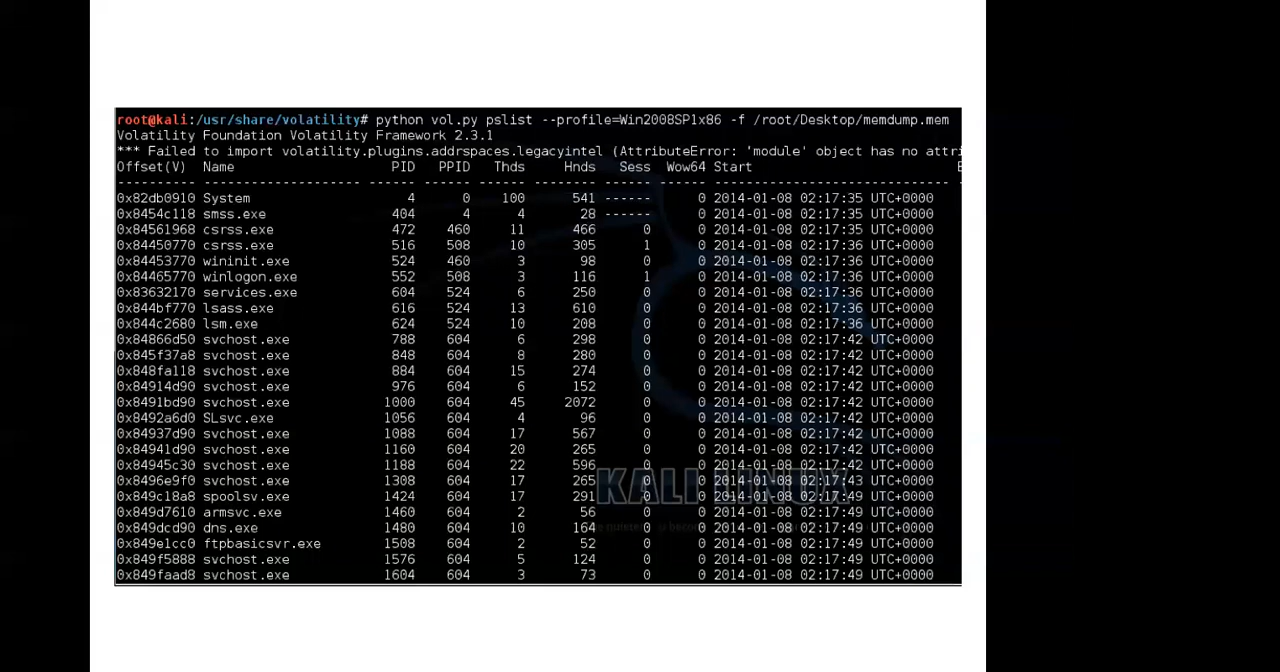 root@kali:/usr/share/volatility# python vol.py pslist --profile=Win2008SP1x86 -f /root/Desktop/memdump.mem
Volatility Foundation Volatility Framework 2.3.1
*** Failed to import volatility.plugins.addrspaces.legacyintel (AttributeError: 'module' object has no attri
Offset(V) Name PID PPID Thds Hnds Sess Wow64 Start E
---------- -------------------- ------ ------ ------ -------- ------ ------ ------------------------------ -
0x82db0910 System 4 0 100 541 ------ 0 2014-01-08 02:17:35 UTC+0000
0x8454c118 smss.exe 404 4 4 28 ------ 0 2014-01-08 02:17:35 UTC+0000
0x84561968 csrss.exe 472 460 11 466 0 0 2014-01-08 02:17:35 UTC+0000
0x84450770 csrss.exe 516 508 10 305 1 0 2014-01-08 02:17:36 UTC+0000
0x84453770 wininit.exe 524 460 3 98 0 0 2014-01-08 02:17:36 UTC+0000
0x84465770 winlogon.exe 552 508 3 116 1 0 2014-01-08 02:17:36 UTC+0000
0x83632170 services.exe 604 524 6 250 0 0 2014-01-08 02:17:36 UTC+0000
0x844bf770 lsass.exe 616 524 13 610 0 0 2014-01-08 02:17:36 UTC+0000
0x844c2680 lsm.exe 624 524 10 208 0 0 2014-01-08 02:17:36 UTC+0000
0x84866d50 svchost.exe 788 604 6 298 0 0 2014-01-08 02:17:42 UTC+0000
0x845f37a8 svchost.exe 848 604 8 280 0 0 2014-01-08 02:17:42 UTC+0000
0x848fa118 svchost.exe 884 604 15 274 0 0 2014-01-08 02:17:42 UTC+0000
0x84914d90 svchost.exe 976 604 6 152 0 0 2014-01-08 02:17:42 UTC+0000
0x8491bd90 svchost.exe 1000 604 45 2072 0 0 2014-01-08 02:17:42 UTC+0000
0x8492a6d0 SLsvc.exe 1056 604 4 96 0 0 2014-01-08 02:17:42 UTC+0000
0x84937d90 svchost.exe 1088 604 17 567 0 0 2014-01-08 02:17:42 UTC+0000
0x84941d90 svchost.exe 1160 604 20 265 0 0 2014-01-08 02:17:42 UTC+0000
0x84945c30 svchost.exe 1188 604 22 596 0 0 2014-01-08 02:17:42 UTC+0000
0x8496e9f0 svchost.exe 1308 604 17 265 0 0 2014-01-08 02:17:43 UTC+0000
0x849c18a8 spoolsv.exe 1424 604 17 291 0 0 2014-01-08 02:17:49 UTC+0000
0x849d7610 armsvc.exe 1460 604 2 56 0 0 2014-01-08 02:17:49 UTC+0000
0x849dcd90 dns.exe 1480 604 10 164 0 0 2014-01-08 02:17:49 UTC+0000
0x849e1cc0 ftpbasicsvr.exe 1508 604 2 52 0 0 2014-01-08 02:17:49 UTC+0000
0x849f5888 svchost.exe 1576 604 5 124 0 0 2014-01-08 02:17:49 UTC+0000
0x849faad8 svchost.exe 1604 604 3 73 0 0 2014-01-08 02:17:49 UTC+0000
KALI LINUX